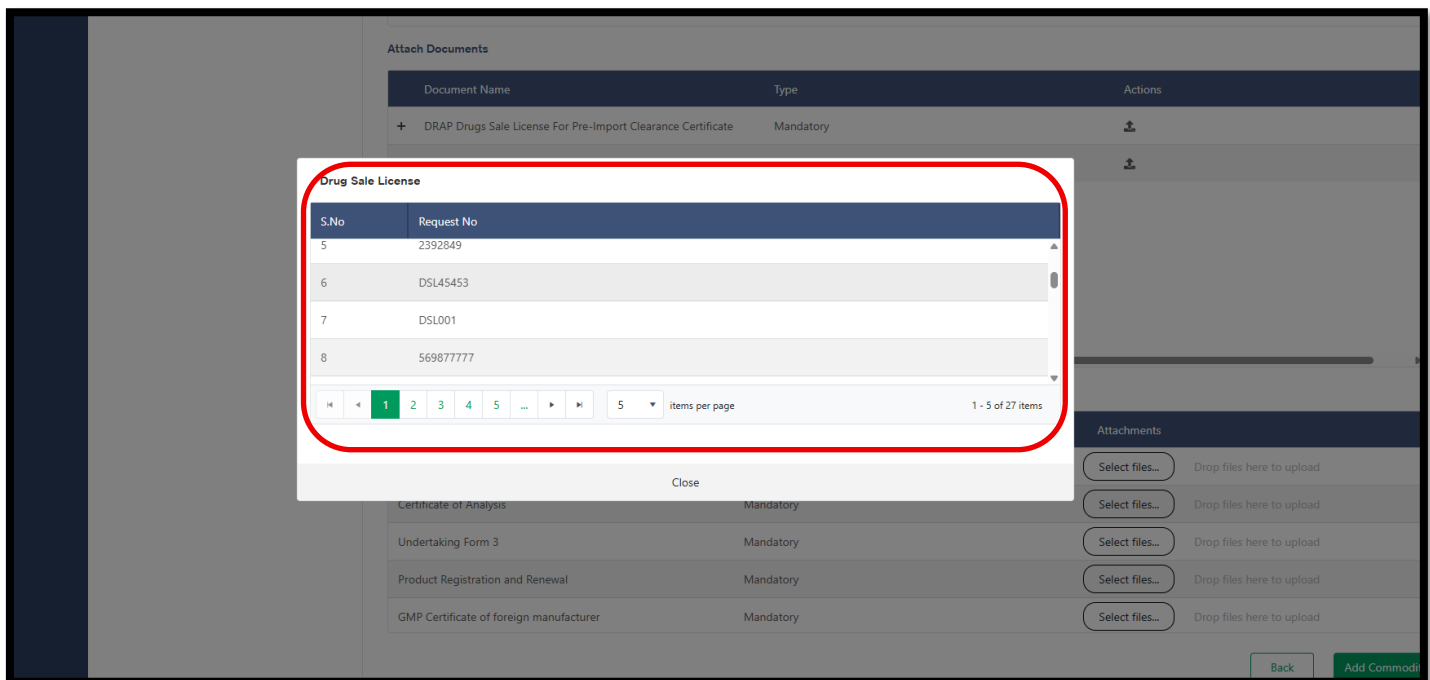 Attach Documents
Document Name Type Actions
+ DRAP Drugs Sale License For Pre-Import Clearance Certificate Mandatory
Drug Sale License
S.No Request No
5 2392849
6 DSL45453
7 DSL001
8 569877777
1 2 3 4 5 ... 5 items per page 1 - 5 of 27 items
Close
Attachments
Select files... Drop files here to upload
Certificate of Analysis Mandatory Select files... Drop files here to upload
Undertaking Form 3 Mandatory Select files... Drop files here to upload
Product Registration and Renewal Mandatory Select files... Drop files here to upload
GMP Certificate of foreign manufacturer Mandatory Select files... Drop files here to upload
Back Add Commodit